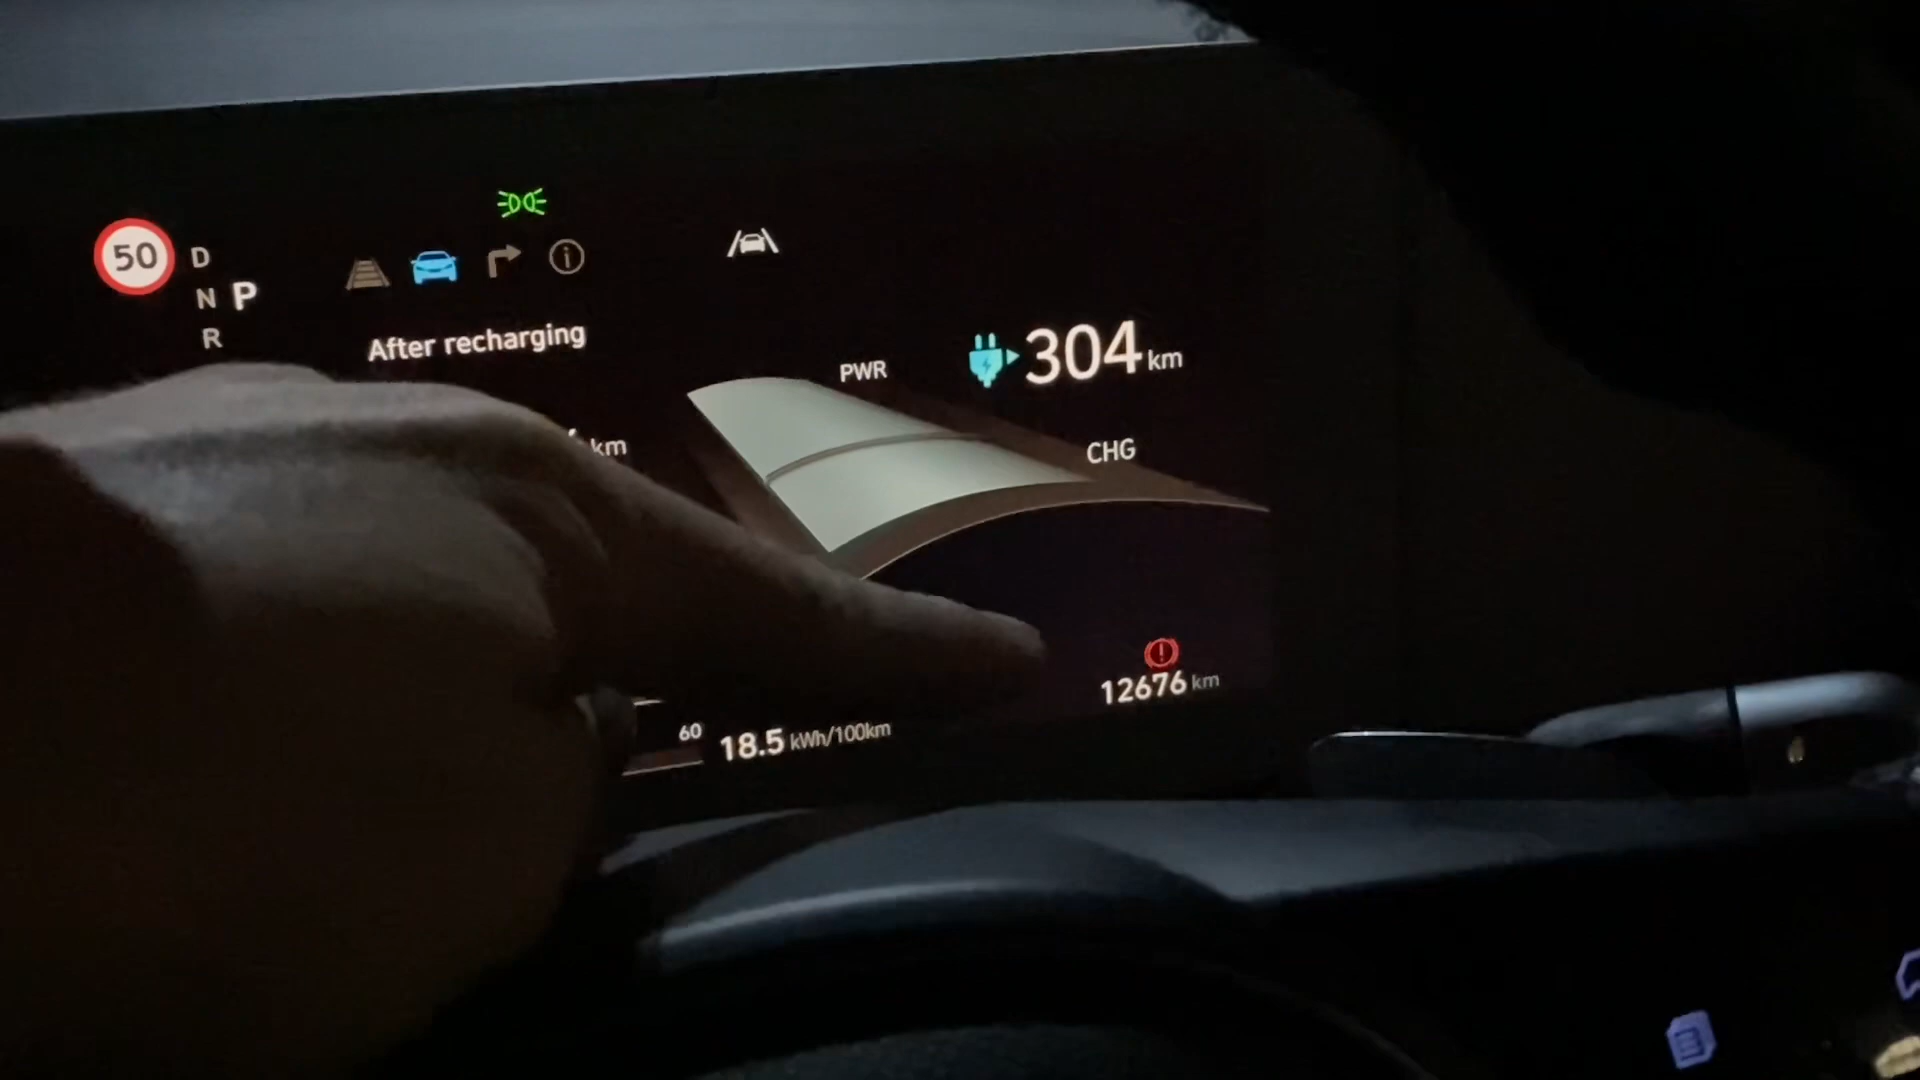 50
D
N P
R
After recharging
km
PWR
304 km
CHG
12676 km
60
18.5 kWh/100km